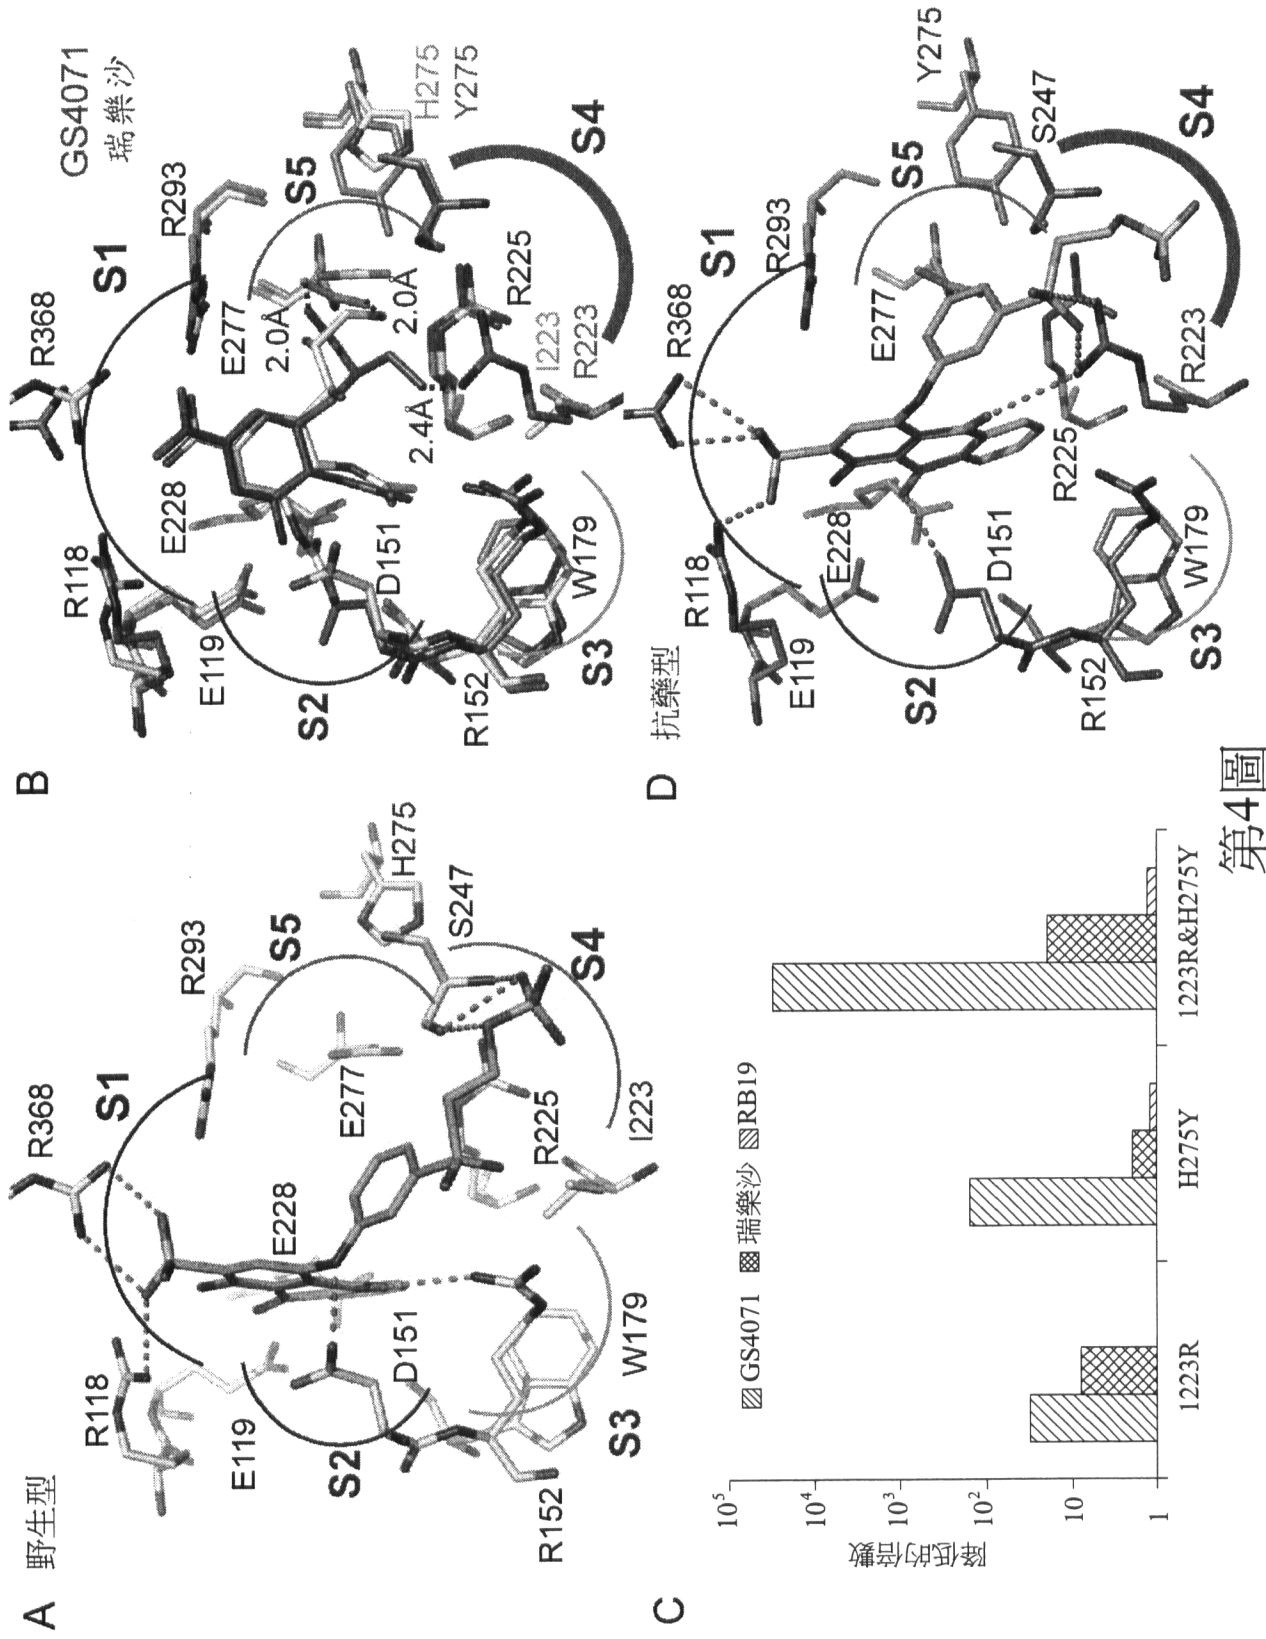 A 野生型
R118
R368
S1
R293
E119
E228
E277
S5
H275
S247
S2
D151
R225
S4
R152
S3
W179
I223
B
GS4071
瑞樂沙
R368
S1
R118
R293
E228
E277
S5
2.0Å
E119
H275
Y275
S2
D151
2.4Å
2.0Å
R225
S4
R152
I223
R223
S3
W179
C
GS4071 瑞樂沙 RB19
降低的倍數
10⁵
10⁴
10³
10²
10
1
1223R H275Y 1223R&H275Y
D 抗藥型
R118
R368
S1
R293
Y275
E119
E228
E277
S5
S247
S2
D151
R225
R223
S4
R152
S3
W179
第4圖